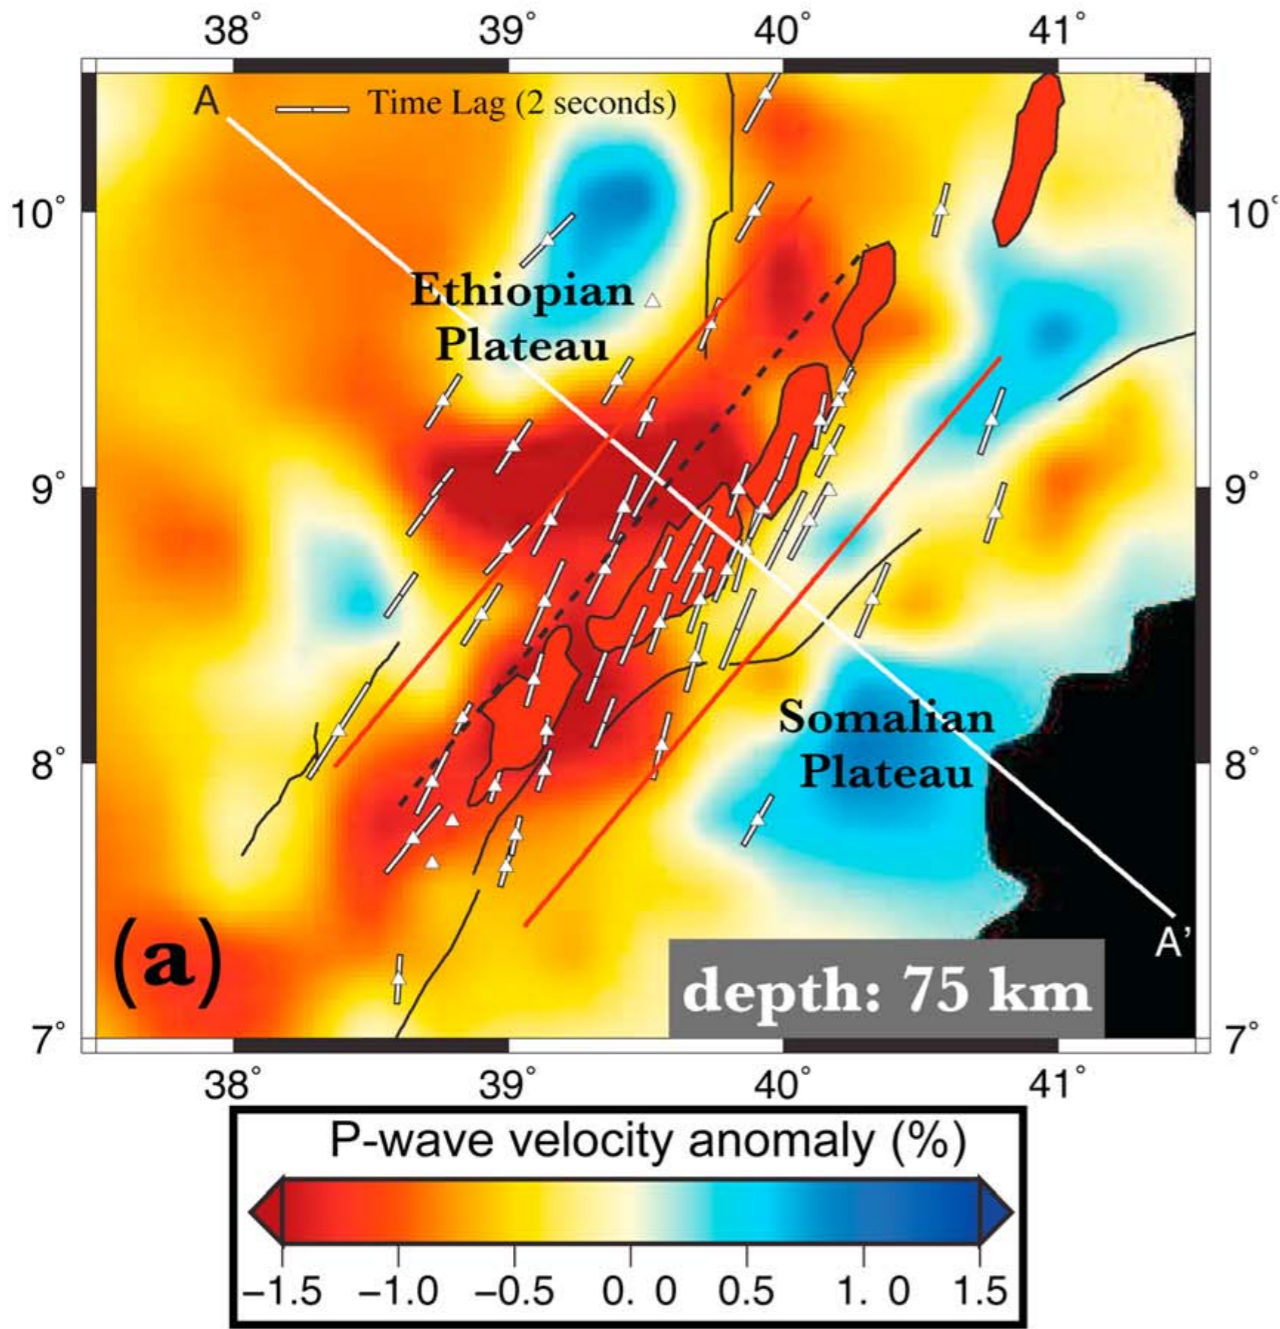 38° 39° 40° 41°
A
Time Lag (2 seconds)
10° 10°
Ethiopian
Plateau
9° 9°
Somalian
Plateau
8° 8°
(a)
A'
depth: 75 km
7° 7°
38° 39° 40° 41°
P-wave velocity anomaly (%)
−1.5 −1.0 −0.5 0. 0 0.5 1. 0 1.5